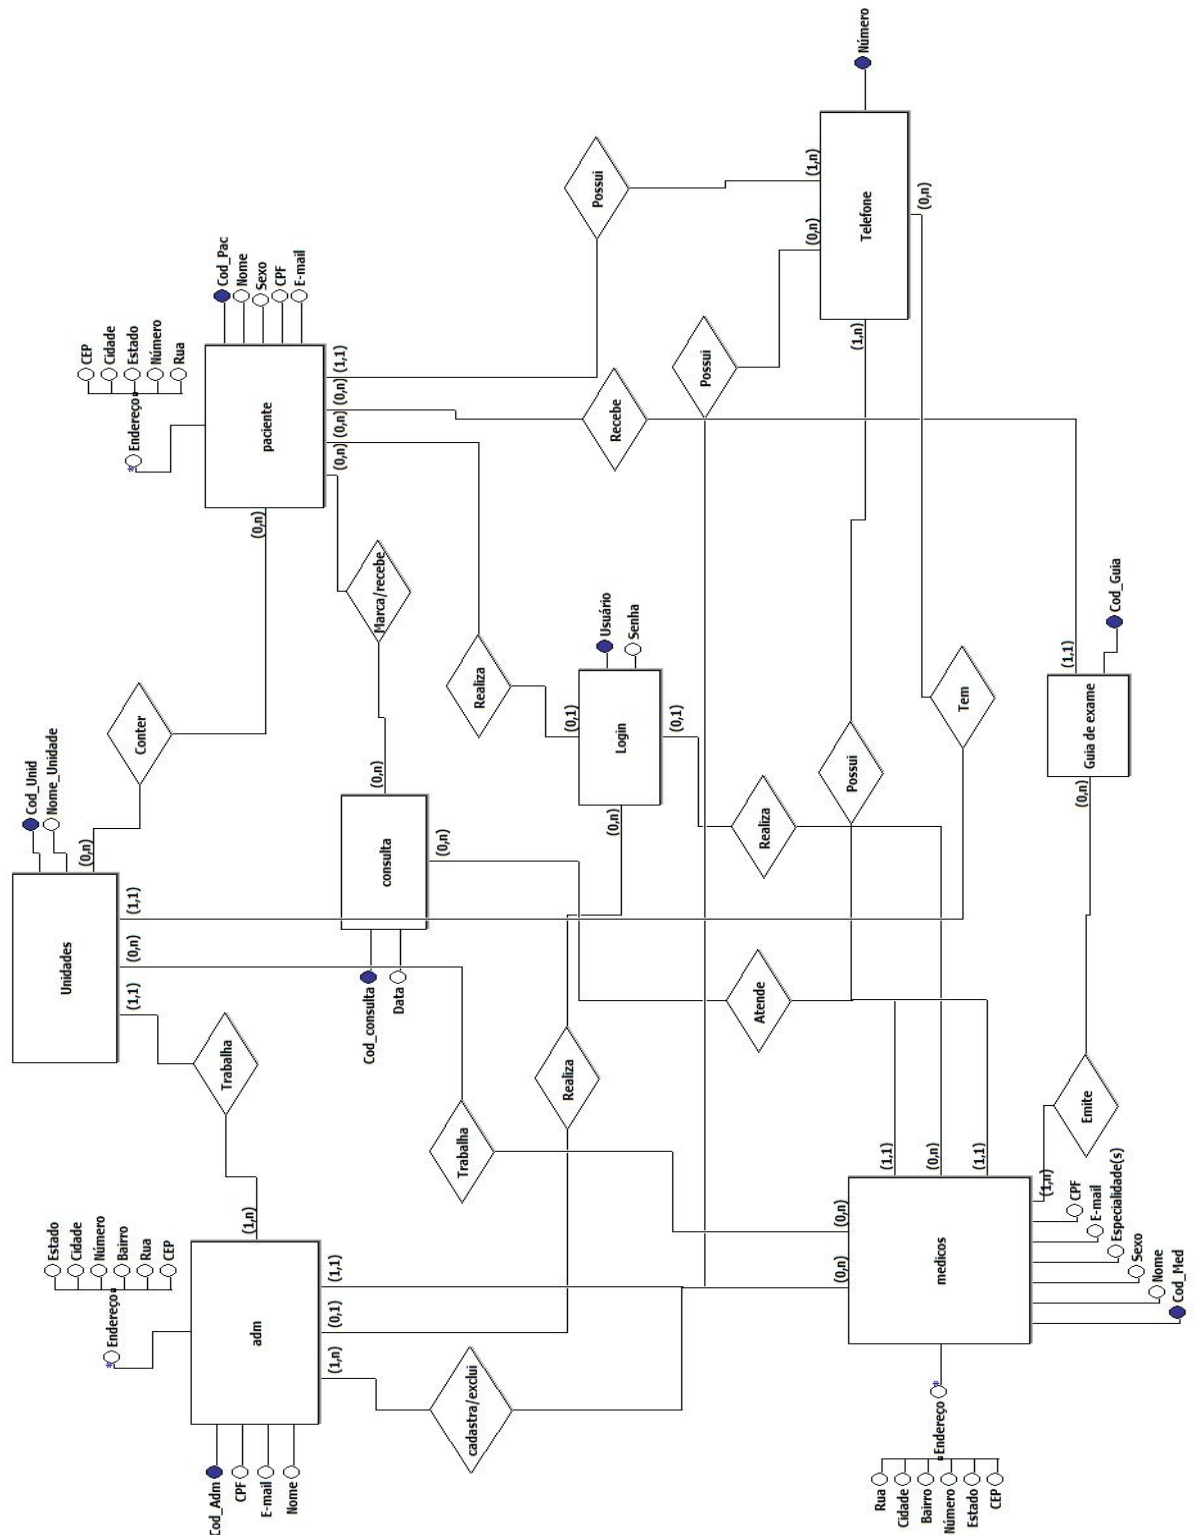 Número
(1,n)
(0,n)
Telefone
(0,n)
(1,n)
Possui
Possui
Cod_Pac
Nome
Sexo
CPF
E-mail
CEP
Cidade
Estado
Número
Rua
Endereço
paciente
(1,1)
(0,n)
(0,n)
(0,n)
(0,n)
Recebe
Marca/recebe
Realiza
Conter
Usuário
Senha
Login
(0,1)
(0,1)
(0,n)
Tem
Possui
Cod_Guia
(1,1)
Guia de exame
(0,n)
Cod_Unid
Nome_Unidade
(0,n)
Unidades
(1,1)
(0,n)
(1,1)
(0,n)
consulta
(0,n)
Cod_consulta
Data
Realiza
Atende
Realiza
Trabalha
Trabalha
Emite
(1,n)
adm
(1,1)
(0,1)
(1,n)
Estado
Cidade
Número
Bairro
Rua
CEP
Endereço
Cod_Adm
CPF
E-mail
Nome
cadastra/exclui
(1,1)
(0,n)
(1,1)
(1,n)
(0,n)
(0,n)
medicos
CPF
E-mail
Especialidade(s)
Sexo
Nome
Cod_Med
Endereço
Rua
Cidade
Bairro
Número
Estado
CEP